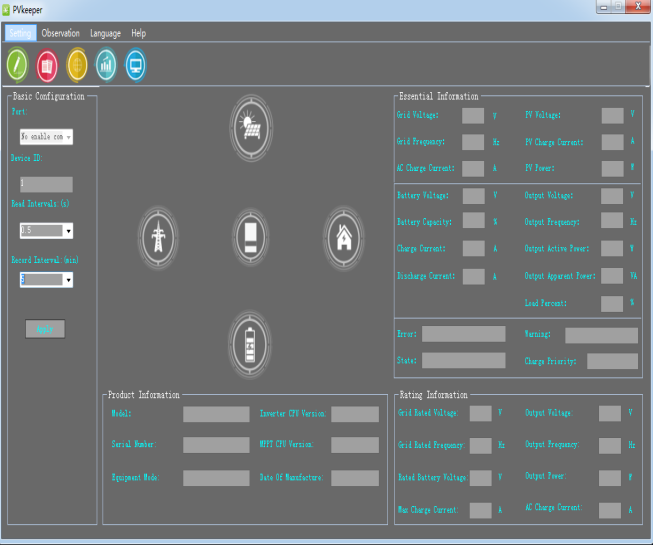 PVkeeper
Setting Observation Language Help
Basic Configuration
Port:
No enable com
Device ID:
1
Read Intervals:(s)
0.5
Record Interval:(min)
5
Apply
Essential Information
Grid Voltage: V PV Voltage: V
Grid Frequency: Hz PV Charge Current: A
AC Charge Current: A PV Power: W
Battery Voltage: V Output Voltage: V
Battery Capacity: % Output Frequency: Hz
Charge Current: A Output Active Power: W
Discharge Current: A Output Apparent Power: VA
Load Percent: %
Error: Warning:
State: Charge Priority:
Product Information
Model: Inverter CPU Version:
Serial Number: MPPT CPU Version:
Equipment Mode: Date Of Manufacture:
Rating Information
Grid Rated Voltage: V Output Voltage: V
Grid Rated Frequency: Hz Output Frequency: Hz
Rated Battery Voltage: V Output Power: W
Max Charge Current: A AC Charge Current: A